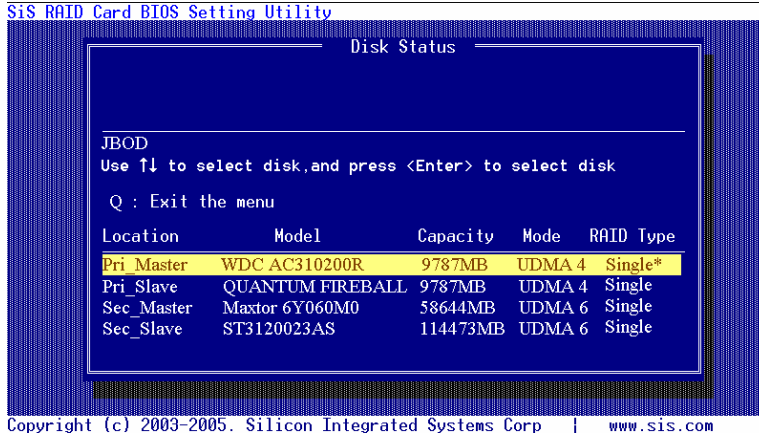 SiS RAID Card BIOS Setting Utility
Disk Status
JBOD
Use ↑↓ to select disk,and press <Enter> to select disk
Q : Exit the menu
Location Model Capacity Mode RAID Type
Pri_Master WDC AC310200R 9787MB UDMA 4 Single*
Pri_Slave QUANTUM FIREBALL 9787MB UDMA 4 Single
Sec_Master Maxtor 6Y060M0 58644MB UDMA 6 Single
Sec_Slave ST3120023AS 114473MB UDMA 6 Single
Copyright (c) 2003-2005. Silicon Integrated Systems Corp | www.sis.com